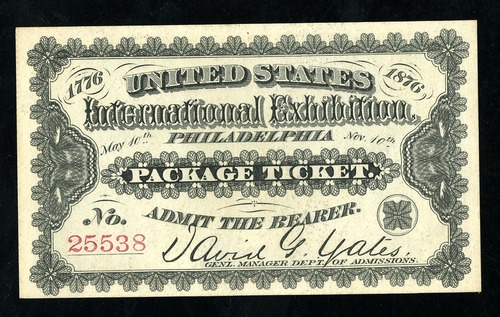 1776 UNITED STATES 1876
International Exhibition,
PHILADELPHIA
May 10th Nov. 10th
PACKAGE TICKET.
ADMIT THE BEARER.
No.
25538
David G. Yates.
GENL. MANAGER DEPT. OF ADMISSIONS.